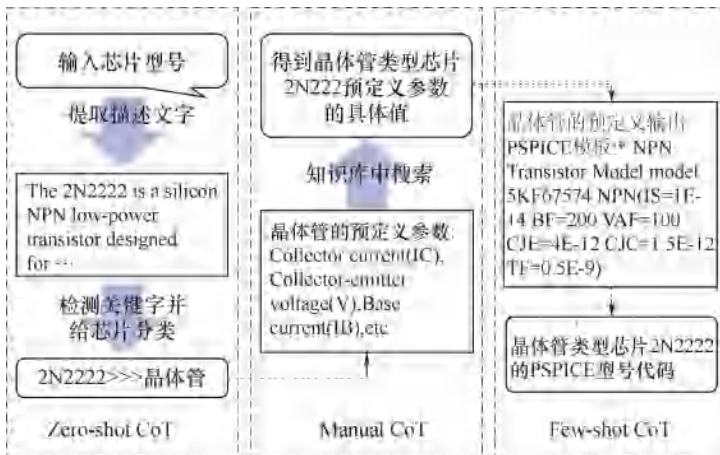 输入芯片型号
提取描述文字
The 2N2222 is a silicon
NPN low-power
transistor designed
for ···
检测关键字并
给芯片分类
2N2222>>>晶体管
Zero-shot CoT
得到晶体管类型芯片
2N222预定义参数
的具体值
知识库中搜索
晶体管的预定义参数
Collector current(IC),
Collector-emitter
voltage(V),Base
current(IB),etc
Manual CoT
晶体管的预定义输出
PSPICE模板:* NPN
Transistor Model model
5KF67574 NPN(IS=1E-
14 BF=200 VAF=100
CJE=4E-12 CJC=1.5E-12
TF=0.5E-9)
晶体管类型芯片2N2222
的PSPICE型号代码
Few-shot CoT